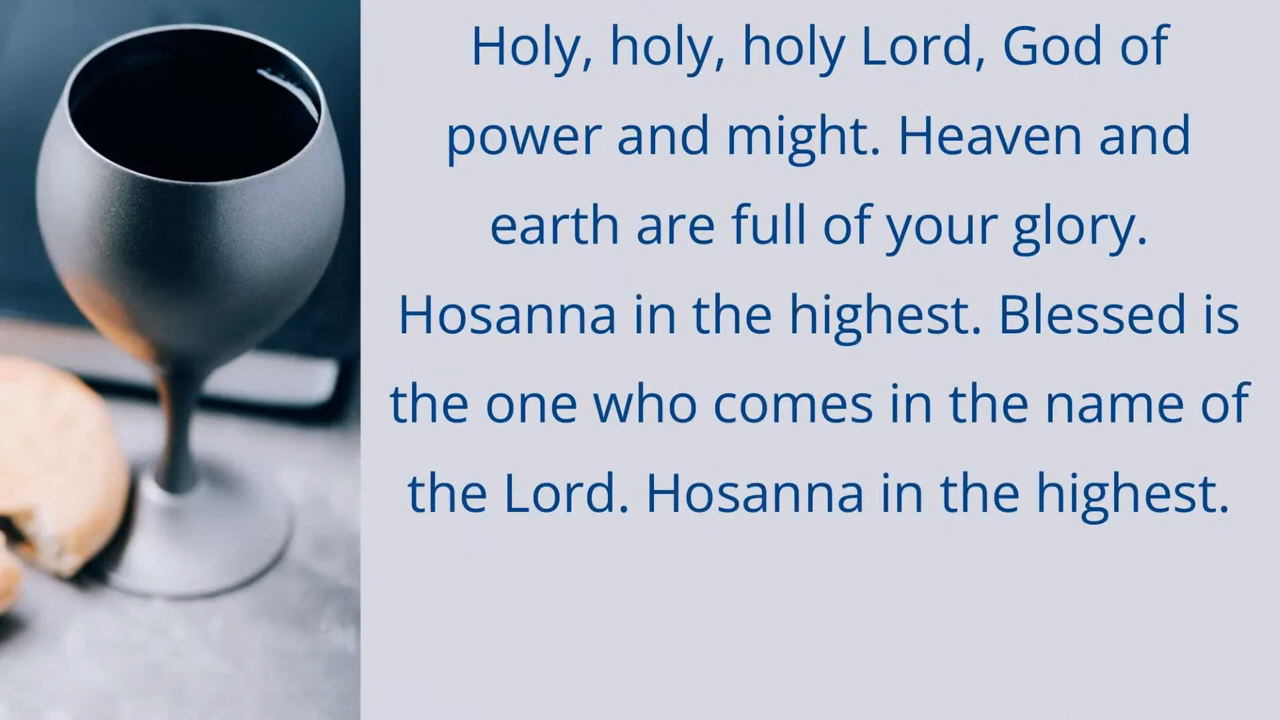 Holy, holy, holy Lord, God of
power and might. Heaven and
earth are full of your glory.
Hosanna in the highest. Blessed is
the one who comes in the name of
the Lord. Hosanna in the highest.